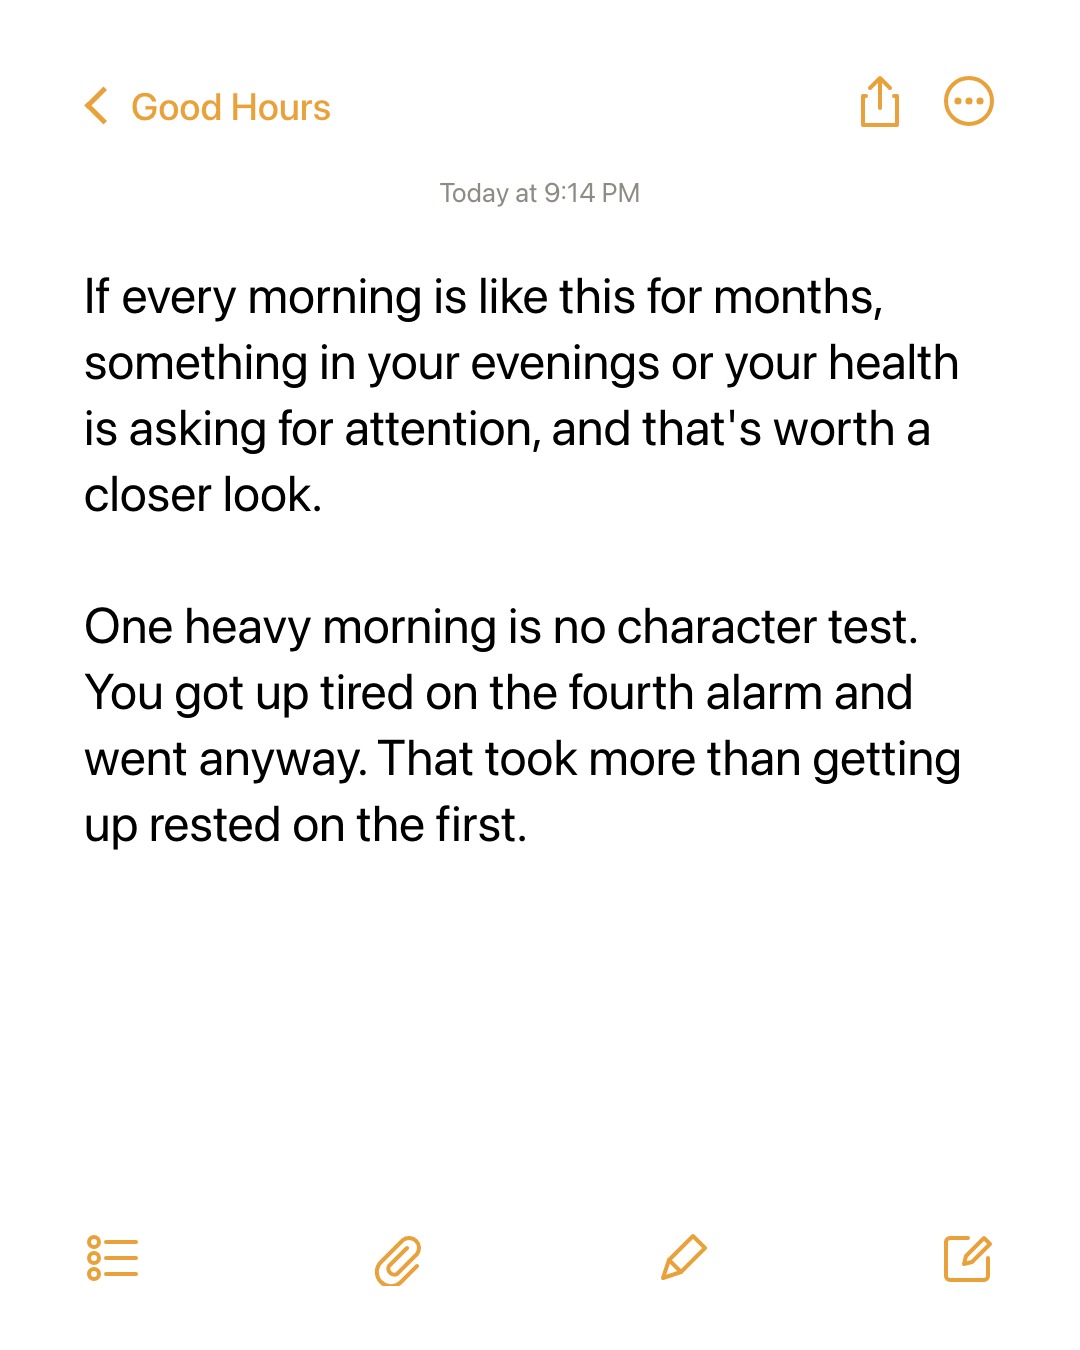 Good Hours
Today at 9:14 PM
If every morning is like this for months,
something in your evenings or your health
is asking for attention, and that's worth a
closer look.
One heavy morning is no character test.
You got up tired on the fourth alarm and
went anyway. That took more than getting
up rested on the first.